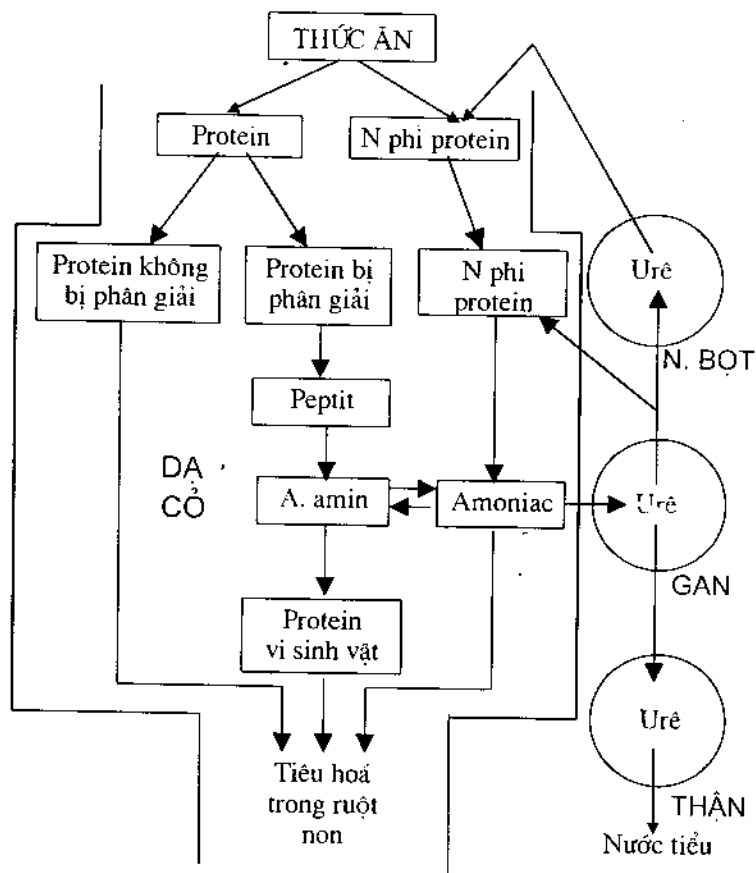 THỨC ĂN
Protein
N phi protein
Protein không
bị phân giải
Protein bị
phân giải
N phi
protein
Urê
N. BỌT
Peptit
DẠ
CỎ
A. amin
Amoniac
Urê
GAN
Protein
vi sinh vật
Urê
THẬN
Tiêu hoá
trong ruột
non
Nước tiểu